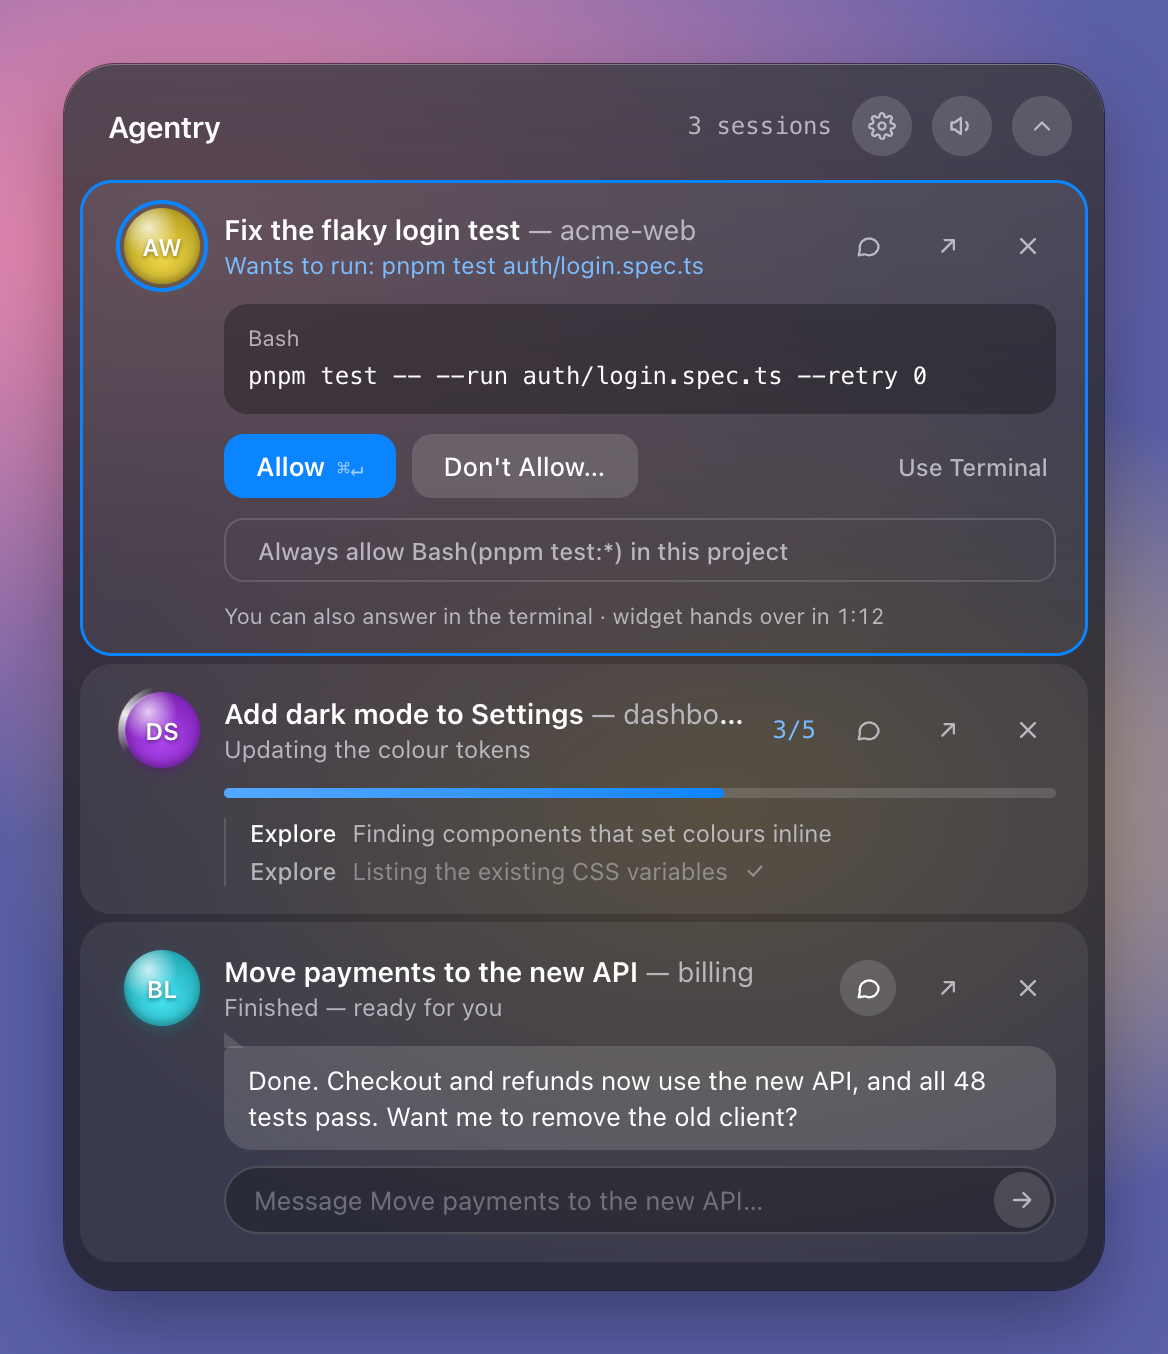 Agentry
3 sessions
AW
Fix the flaky login test — acme-web
Wants to run: pnpm test auth/login.spec.ts
Bash
pnpm test -- --run auth/login.spec.ts --retry 0
Allow ⌘↵
Don't Allow...
Use Terminal
Always allow Bash(pnpm test:*) in this project
You can also answer in the terminal · widget hands over in 1:12
DS
Add dark mode to Settings — dashbo...
3/5
Updating the colour tokens
Explore Finding components that set colours inline
Explore Listing the existing CSS variables ✓
BL
Move payments to the new API — billing
Finished — ready for you
Done. Checkout and refunds now use the new API, and all 48
tests pass. Want me to remove the old client?
Message Move payments to the new API...